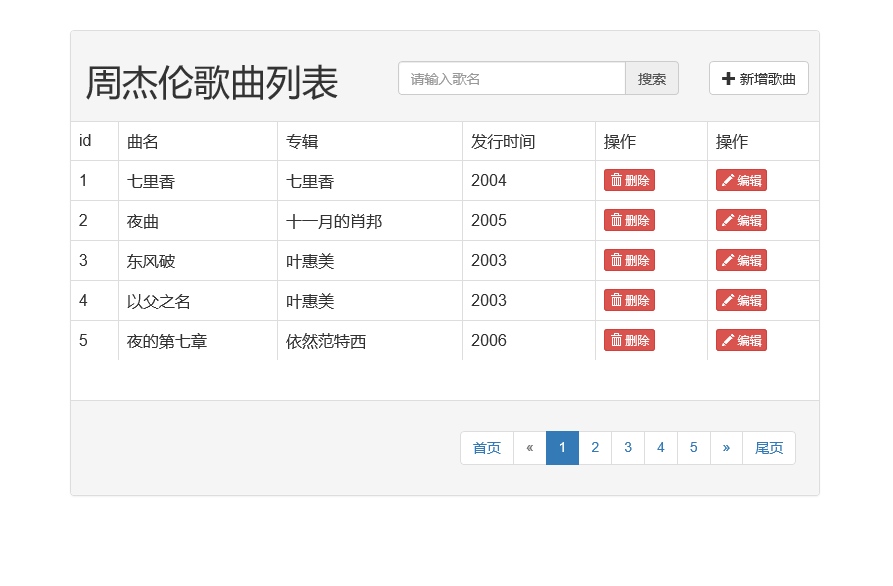 周杰伦歌曲列表 请输入歌名 搜索 新增歌曲
id 曲名 专辑 发行时间 操作 操作
1 七里香 七里香 2004 删除 编辑
2 夜曲 十一月的肖邦 2005 删除 编辑
3 东风破 叶惠美 2003 删除 编辑
4 以父之名 叶惠美 2003 删除 编辑
5 夜的第七章 依然范特西 2006 删除 编辑
首页 « 1 2 3 4 5 » 尾页